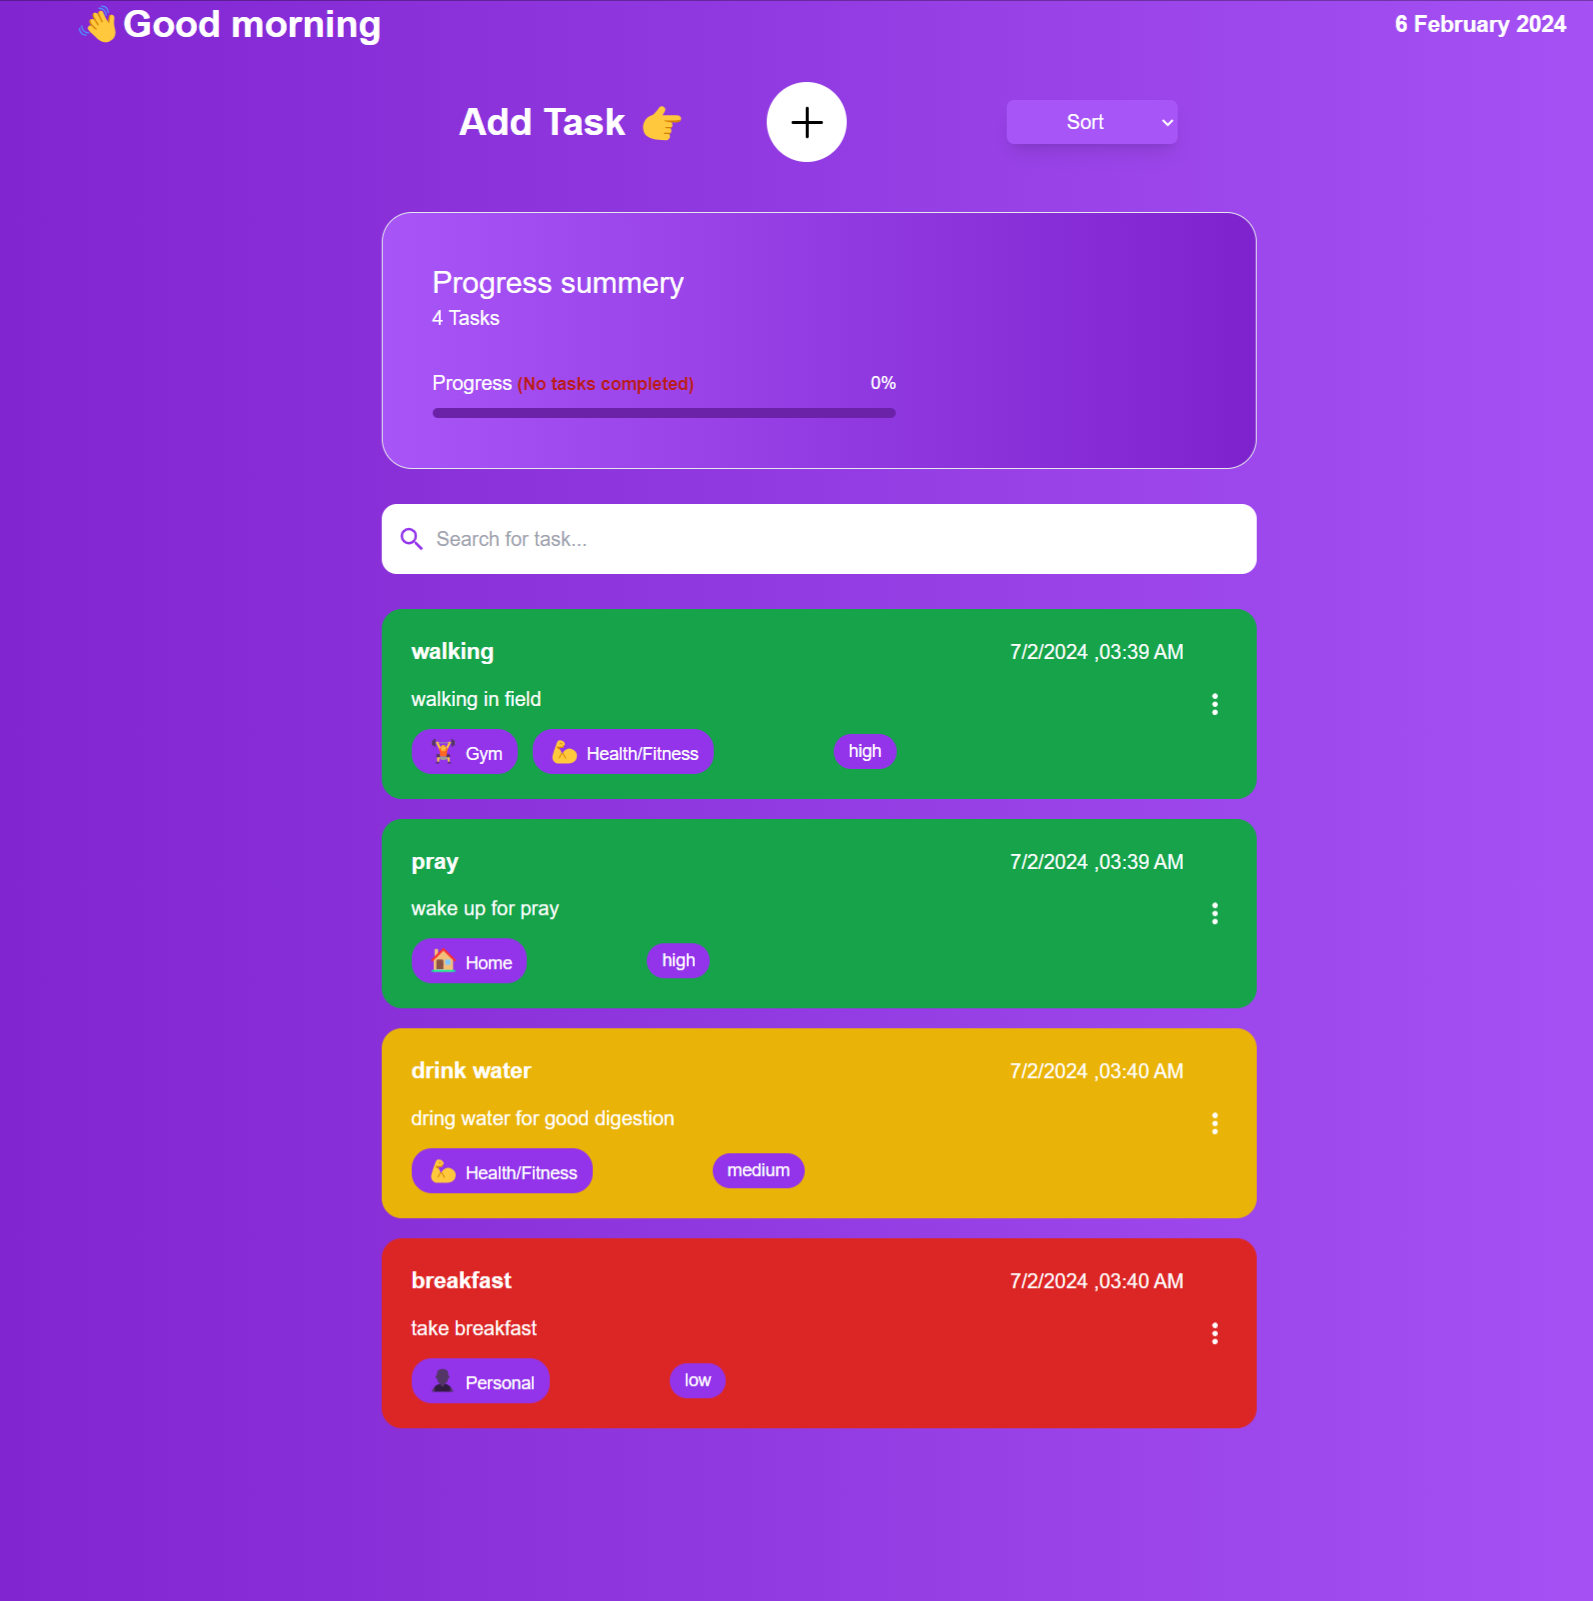 👋Good morning
6 February 2024
Add Task 👉
Sort
Progress summery
4 Tasks
Progress (No tasks completed)
0%
Search for task...
walking
7/2/2024 ,03:39 AM
walking in field
Gym
Health/Fitness
high
pray
7/2/2024 ,03:39 AM
wake up for pray
Home
high
drink water
7/2/2024 ,03:40 AM
dring water for good digestion
Health/Fitness
medium
breakfast
7/2/2024 ,03:40 AM
take breakfast
Personal
low